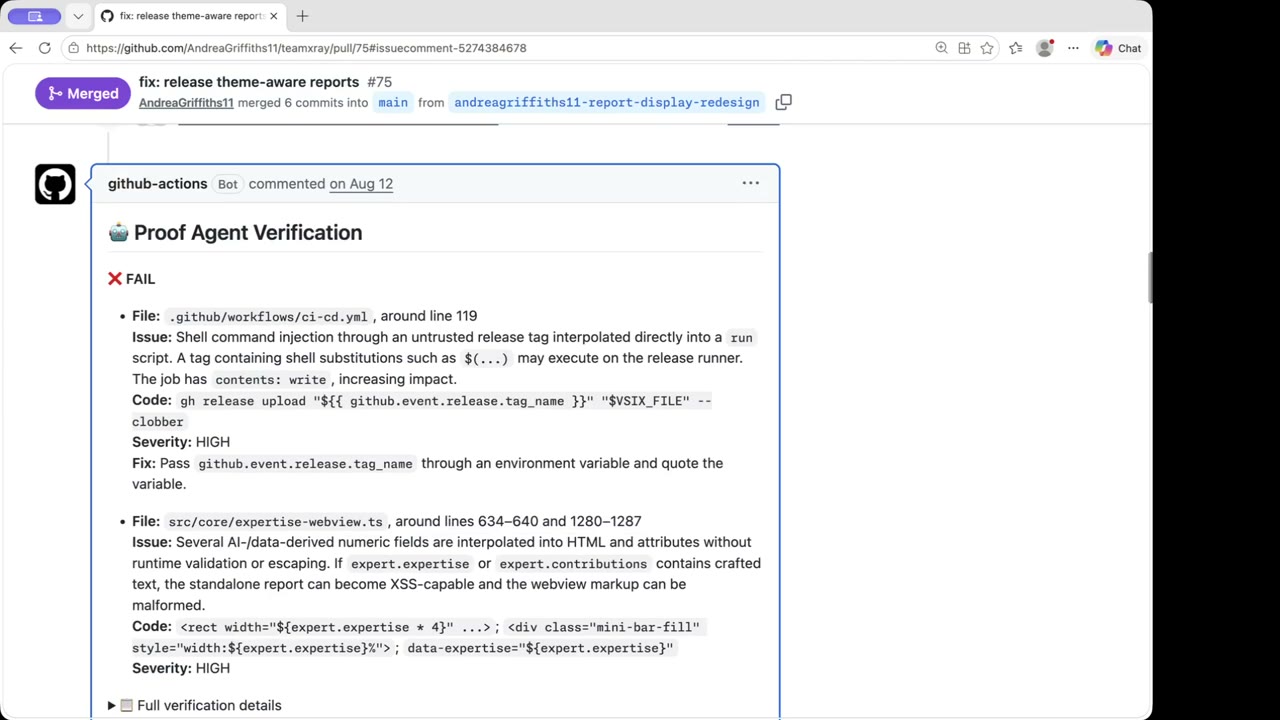 fix: release theme-aware reports
https://github.com/AndreaGriffiths11/teamxray/pull/75#issuecomment-5274384678
Chat
Merged
fix: release theme-aware reports #75
AndreaGriffiths11 merged 6 commits into main from andreagriffiths11-report-display-redesign
github-actions Bot commented on Aug 12
🤖 Proof Agent Verification
❌ FAIL
• File: .github/workflows/ci-cd.yml, around line 119
Issue: Shell command injection through an untrusted release tag interpolated directly into a run
script. A tag containing shell substitutions such as $(...) may execute on the release runner.
The job has contents: write, increasing impact.
Code: gh release upload "${{ github.event.release.tag_name }}" "$VSIX_FILE" --
clobber
Severity: HIGH
Fix: Pass github.event.release.tag_name through an environment variable and quote the
variable.
• File: src/core/expertise-webview.ts, around lines 634–640 and 1280–1287
Issue: Several AI-/data-derived numeric fields are interpolated into HTML and attributes without
runtime validation or escaping. If expert.expertise or expert.contributions contains crafted
text, the standalone report can become XSS-capable and the webview markup can be
malformed.
Code: <rect width="${expert.expertise * 4}" ...>; <div class="mini-bar-fill"
style="width:${expert.expertise}%">; data-expertise="${expert.expertise}"
Severity: HIGH
▶ 📋 Full verification details